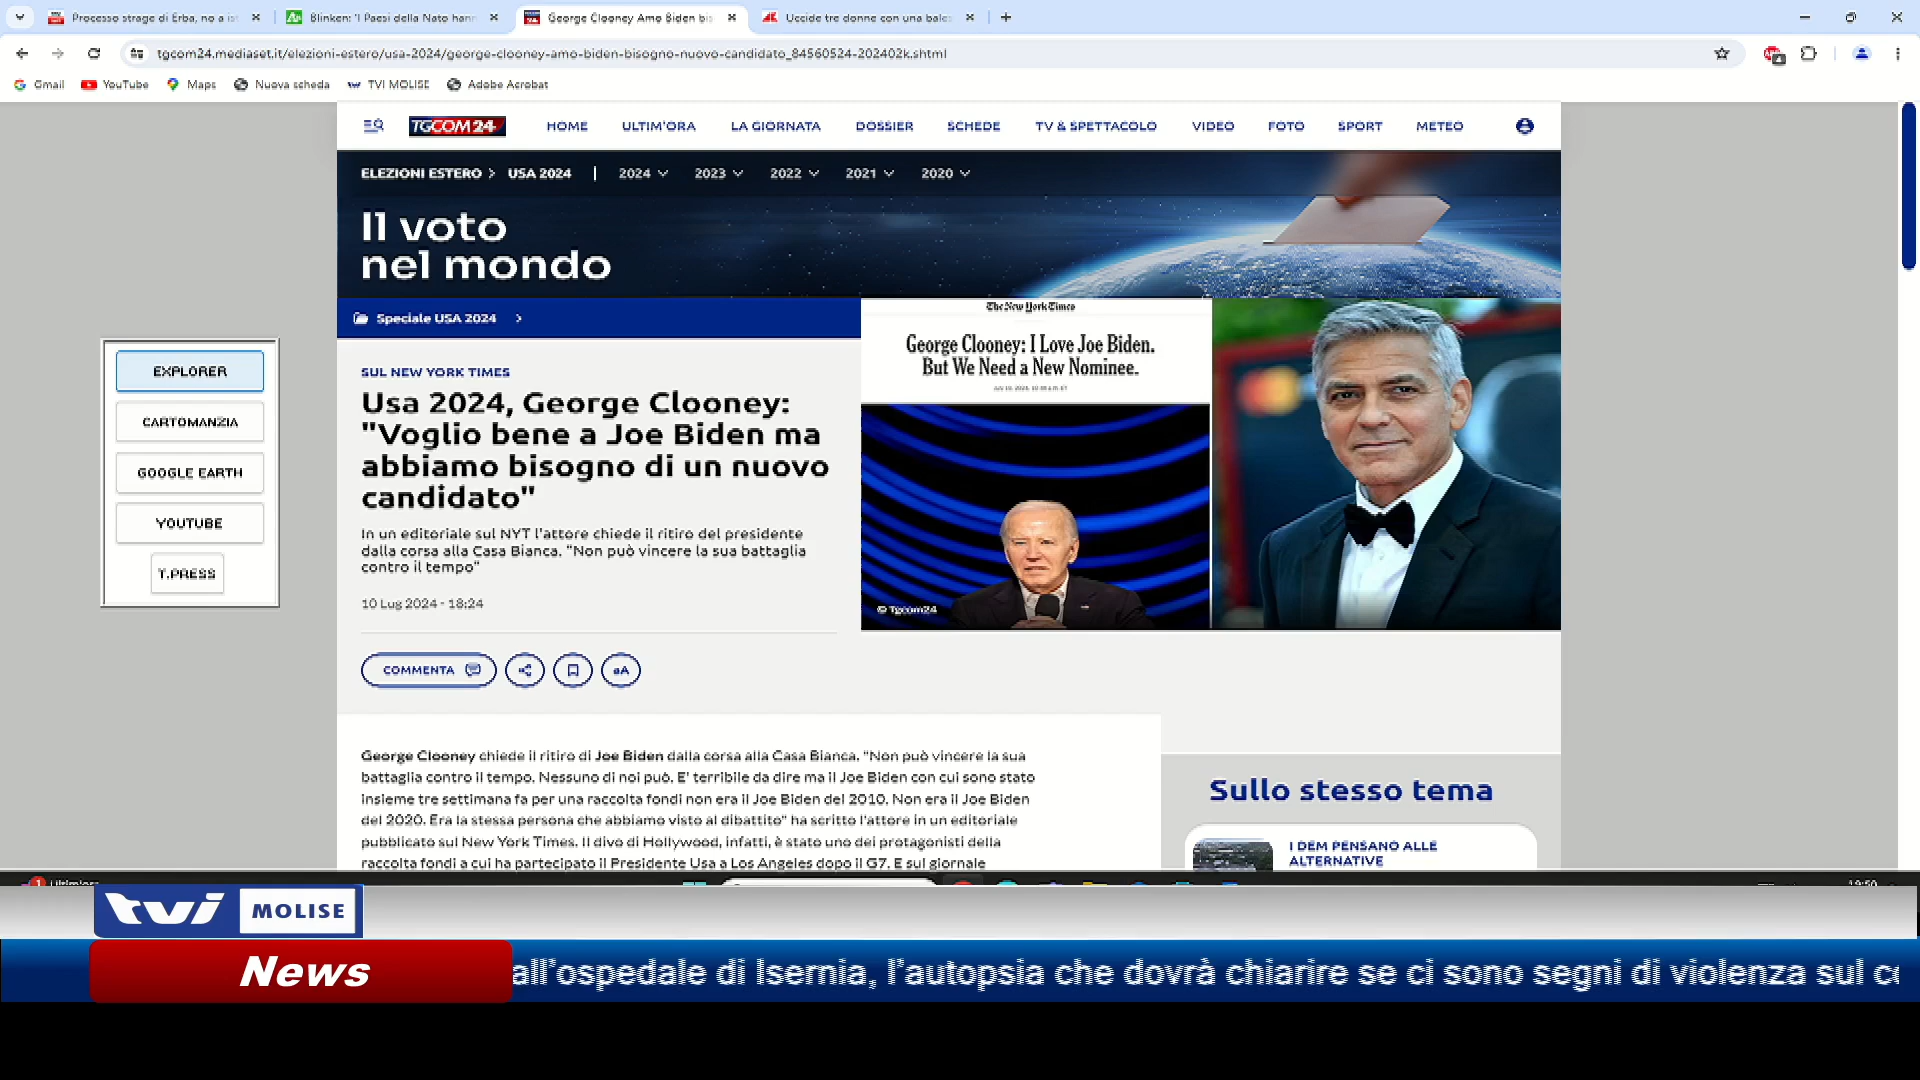 Processo strage di Erba, no a is
Blinken: 'I Paesi della Nato hann
George Clooney Amo Biden bis
Uccide tre donne con una bales
tgcom24.mediaset.it/elezioni-estero/usa-2024/george-clooney-amo-biden-bisogno-nuovo-candidato_84560524-202402k.shtml
Gmail YouTube Maps Nuova scheda TVI MOLISE Adobe Acrobat
TGCOM 24 HOME ULTIM'ORA LA GIORNATA DOSSIER SCHEDE TV & SPETTACOLO VIDEO FOTO SPORT METEO
ELEZIONI ESTERO > USA 2024 | 2024 2023 2022 2021 2020
Il voto
nel mondo
Speciale USA 2024 >
The New York Times
George Clooney: I Love Joe Biden.
But We Need a New Nominee.
© Tgcom24
EXPLORER
CARTOMANZIA
GOOGLE EARTH
YOUTUBE
T.PRESS
SUL NEW YORK TIMES
Usa 2024, George Clooney:
"Voglio bene a Joe Biden ma
abbiamo bisogno di un nuovo
candidato"
In un editoriale sul NYT l'attore chiede il ritiro del presidente
dalla corsa alla Casa Bianca. "Non può vincere la sua battaglia
contro il tempo"
10 Lug 2024 - 18:24
COMMENTA
aA
George Clooney chiede il ritiro di Joe Biden dalla corsa alla Casa Bianca. "Non può vincere la sua
battaglia contro il tempo. Nessuno di noi può. E' terribile da dire ma il Joe Biden con cui sono stato
insieme tre settimana fa per una raccolta fondi non era il Joe Biden del 2010. Non era il Joe Biden
del 2020. Era la stessa persona che abbiamo visto al dibattito" ha scritto l'attore in un editoriale
pubblicato sul New York Times. Il divo di Hollywood, infatti, è stato uno dei protagonisti della
raccolta fondi a cui ha partecipato il Presidente Usa a Los Angeles dopo il G7. E sul giornale
Sullo stesso tema
I DEM PENSANO ALLE
ALTERNATIVE
19:50
tvi MOLISE
News
all'ospedale di Isernia, l'autopsia che dovrà chiarire se ci sono segni di violenza sul co